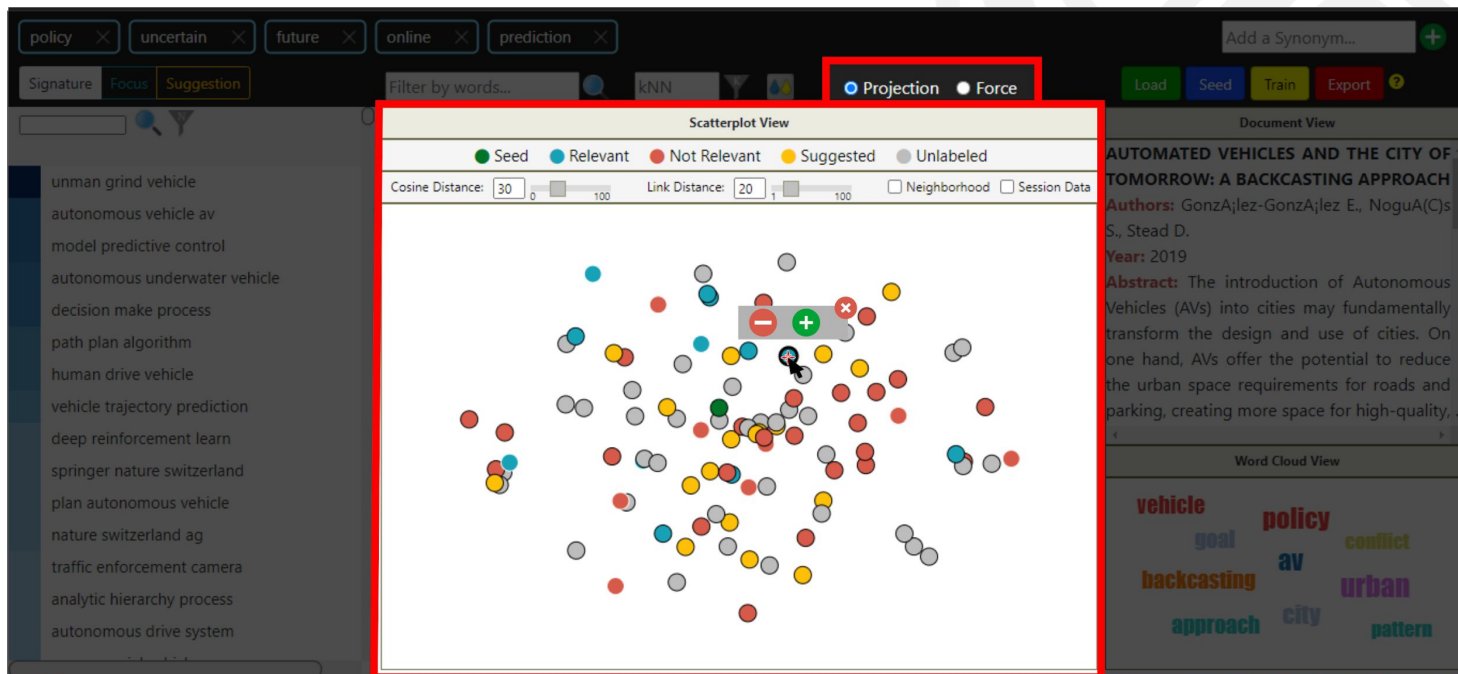 policy × uncertain × future × online × prediction ×
Add a Synonym...
Signature Focus Suggestion
Filter by words...
kNN
Projection Force
Load Seed Train Export ?
Scatterplot View
Seed Relevant Not Relevant Suggested Unlabeled
Cosine Distance: 30 0 100 Link Distance: 20 1 100 Neighborhood Session Data
unman grind vehicle
autonomous vehicle av
model predictive control
autonomous underwater vehicle
decision make process
path plan algorithm
human drive vehicle
vehicle trajectory prediction
deep reinforcement learn
springer nature switzerland
plan autonomous vehicle
nature switzerland ag
traffic enforcement camera
analytic hierarchy process
autonomous drive system
Document View
AUTOMATED VEHICLES AND THE CITY OF
TOMORROW: A BACKCASTING APPROACH
Authors: GonzA¡lez-GonzA¡lez E., NoguA(C)s
S., Stead D.
Year: 2019
Abstract: The introduction of Autonomous
Vehicles (AVs) into cities may fundamentally
transform the design and use of cities. On
one hand, AVs offer the potential to reduce
the urban space requirements for roads and
parking, creating more space for high-quality,
Word Cloud View
vehicle
policy
goal
conflict
av
backcasting
urban
city
approach
pattern